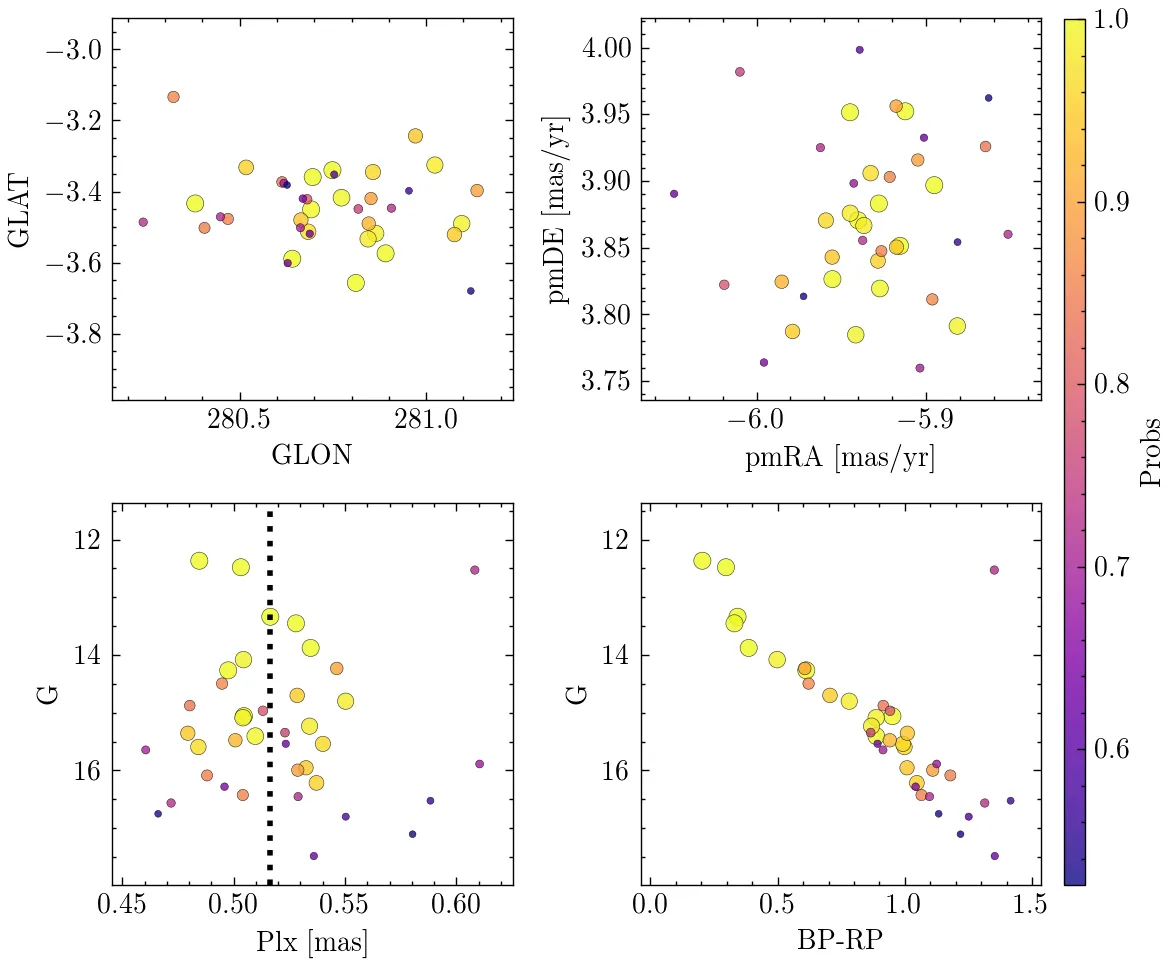 −3.0
−3.2
−3.4
−3.6
−3.8
GLAT
280.5 281.0
GLON
4.00
3.95
3.90
3.85
3.80
3.75
pmDE [mas/yr]
−6.0 −5.9
pmRA [mas/yr]
12
14
16
G
0.45 0.50 0.55 0.60
Plx [mas]
12
14
16
G
0.0 0.5 1.0 1.5
BP-RP
1.0
0.9
0.8
0.7
0.6
Probs